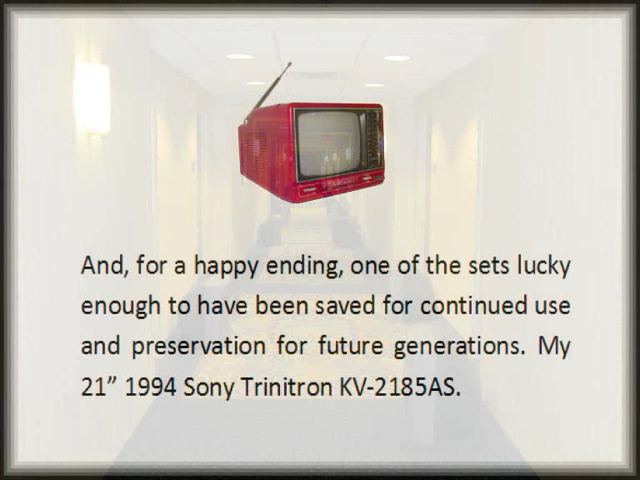 And, for a happy ending, one of the sets lucky
enough to have been saved for continued use
and preservation for future generations. My
21” 1994 Sony Trinitron KV-2185AS.